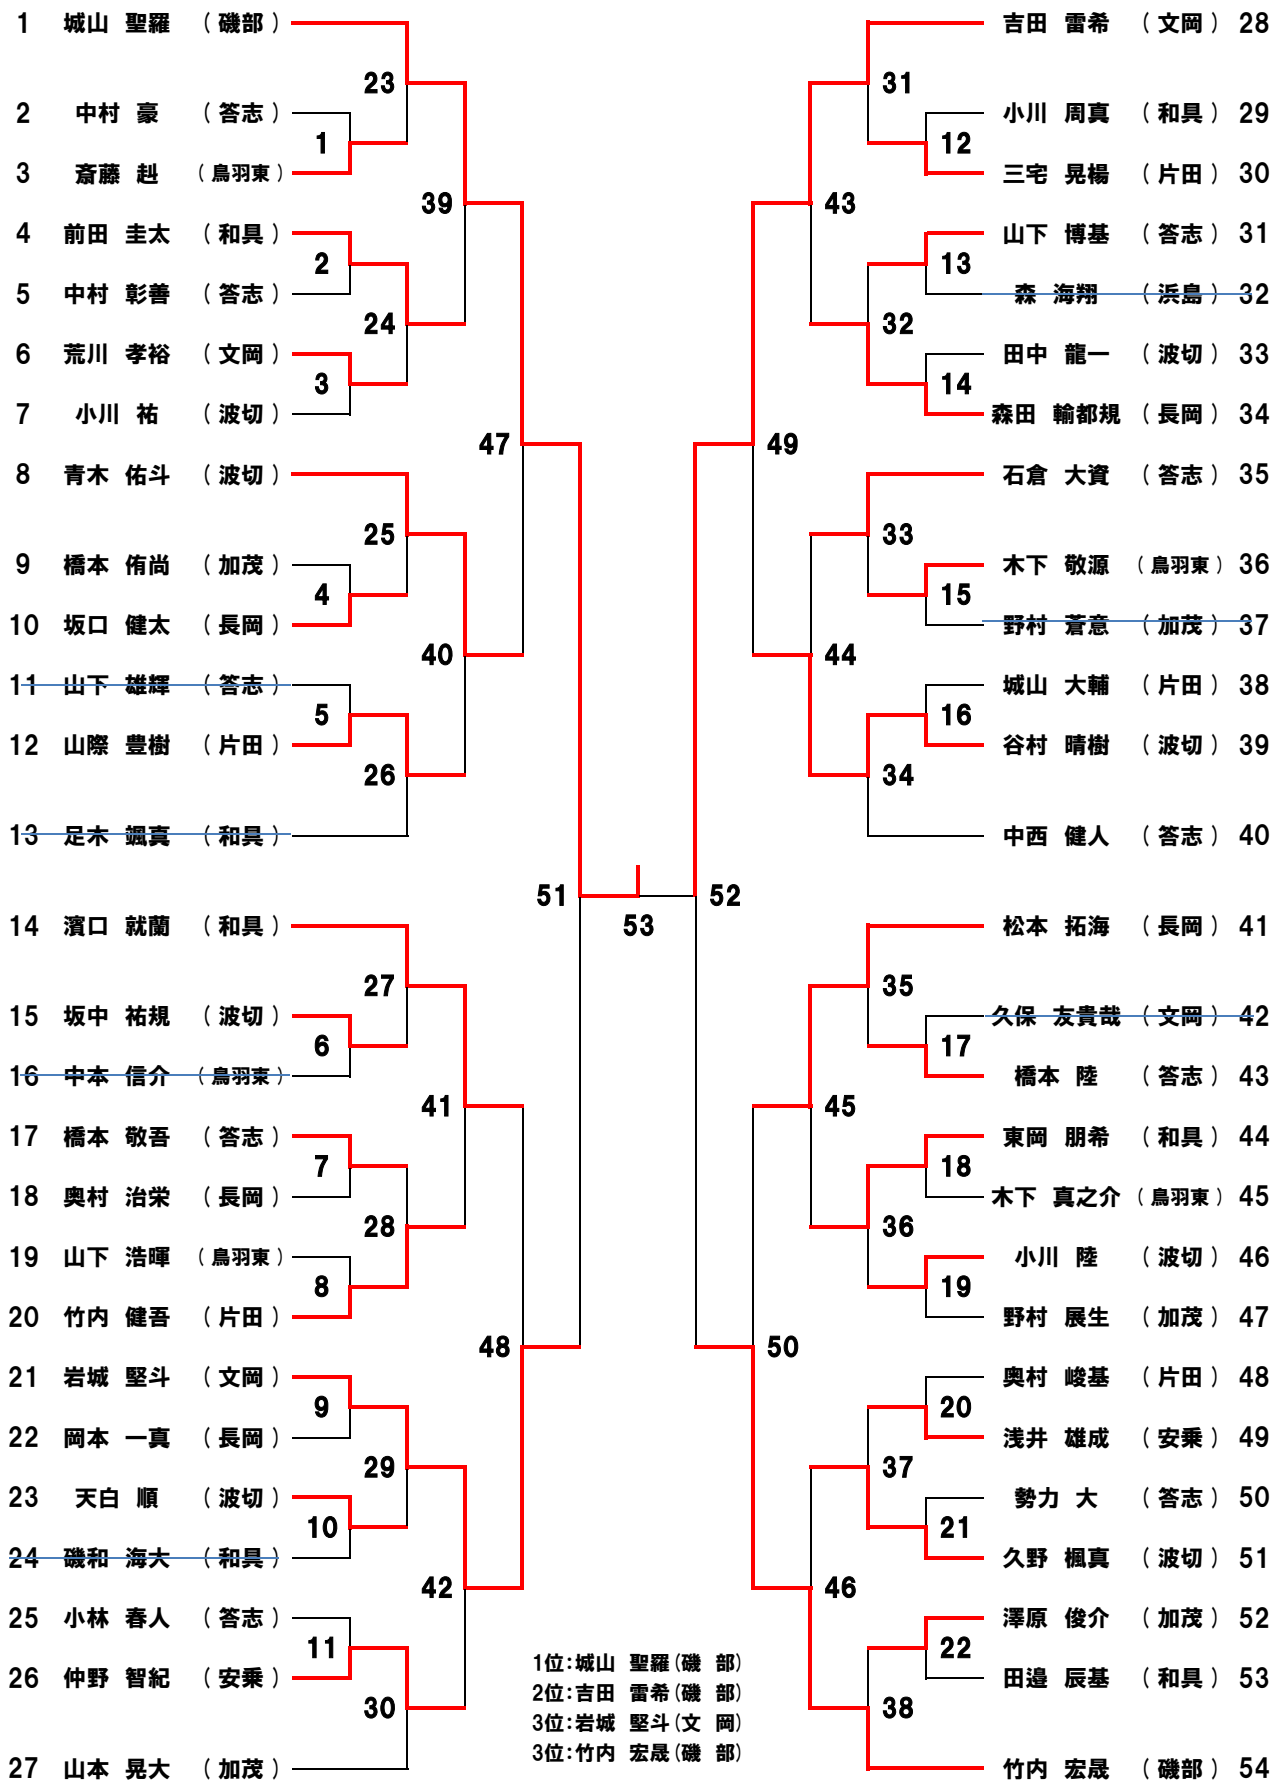 1 城山 聖羅 (磯部)
2 中村 豪 (答志)
3 斎藤 赳 (鳥羽東)
4 前田 圭太 (和具)
5 中村 彰善 (答志)
6 荒川 孝裕 (文岡)
7 小川 祐 (波切)
8 青木 佑斗 (波切)
9 橋本 侑尚 (加茂)
10 坂口 健太 (長岡)
11 山下 雄輝 (答志)
12 山際 豊樹 (片田)
13 足木 颯真 (和具)
14 濱口 就蘭 (和具)
15 坂中 祐規 (波切)
16 中本 信介 (鳥羽東)
17 橋本 敬吾 (答志)
18 奥村 治栄 (長岡)
19 山下 浩暉 (鳥羽東)
20 竹内 健吾 (片田)
21 岩城 堅斗 (文岡)
22 岡本 一真 (長岡)
23 天白 順 (波切)
24 磯和 海大 (和具)
25 小林 春人 (答志)
26 仲野 智紀 (安乗)
27 山本 晃大 (加茂)
1
2
3
4
5
6
7
8
9
10
11
23
24
25
26
27
28
29
30
39
40
41
42
47
48
51
53
52
49
50
43
44
45
46
31
32
33
34
35
36
37
38
12
13
14
15
16
17
18
19
20
21
22
吉田 雷希 (文岡) 28
小川 周真 (和具) 29
三宅 晃楊 (片田) 30
山下 博基 (答志) 31
森 海翔 (浜島) 32
田中 龍一 (波切) 33
森田 輸都規 (長岡) 34
石倉 大資 (答志) 35
木下 敬源 (鳥羽東) 36
野村 蒼意 (加茂) 37
城山 大輔 (片田) 38
谷村 晴樹 (波切) 39
中西 健人 (答志) 40
松本 拓海 (長岡) 41
久保 友貴哉 (文岡) 42
橋本 陸 (答志) 43
東岡 朋希 (和具) 44
木下 真之介 (鳥羽東) 45
小川 陸 (波切) 46
野村 展生 (加茂) 47
奥村 峻基 (片田) 48
浅井 雄成 (安乗) 49
勢力 大 (答志) 50
久野 楓真 (波切) 51
澤原 俊介 (加茂) 52
田邉 辰基 (和具) 53
竹内 宏晟 (磯部) 54
1位:城山 聖羅(磯 部)
2位:吉田 雷希(磯 部)
3位:岩城 堅斗(文 岡)
3位:竹内 宏晟(磯 部)